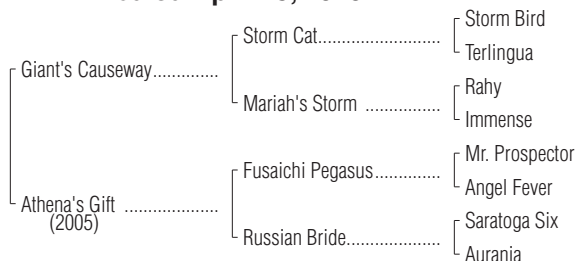 Storm Bird
Storm Cat............................
Terlingua
Giant's Causeway...............
Rahy
Mariah's Storm .................
Immense
Mr. Prospector
Fusaichi Pegasus...............
Angel Fever
Athena's Gift ......................
(2005)
Saratoga Six
Russian Bride......................
Aurania